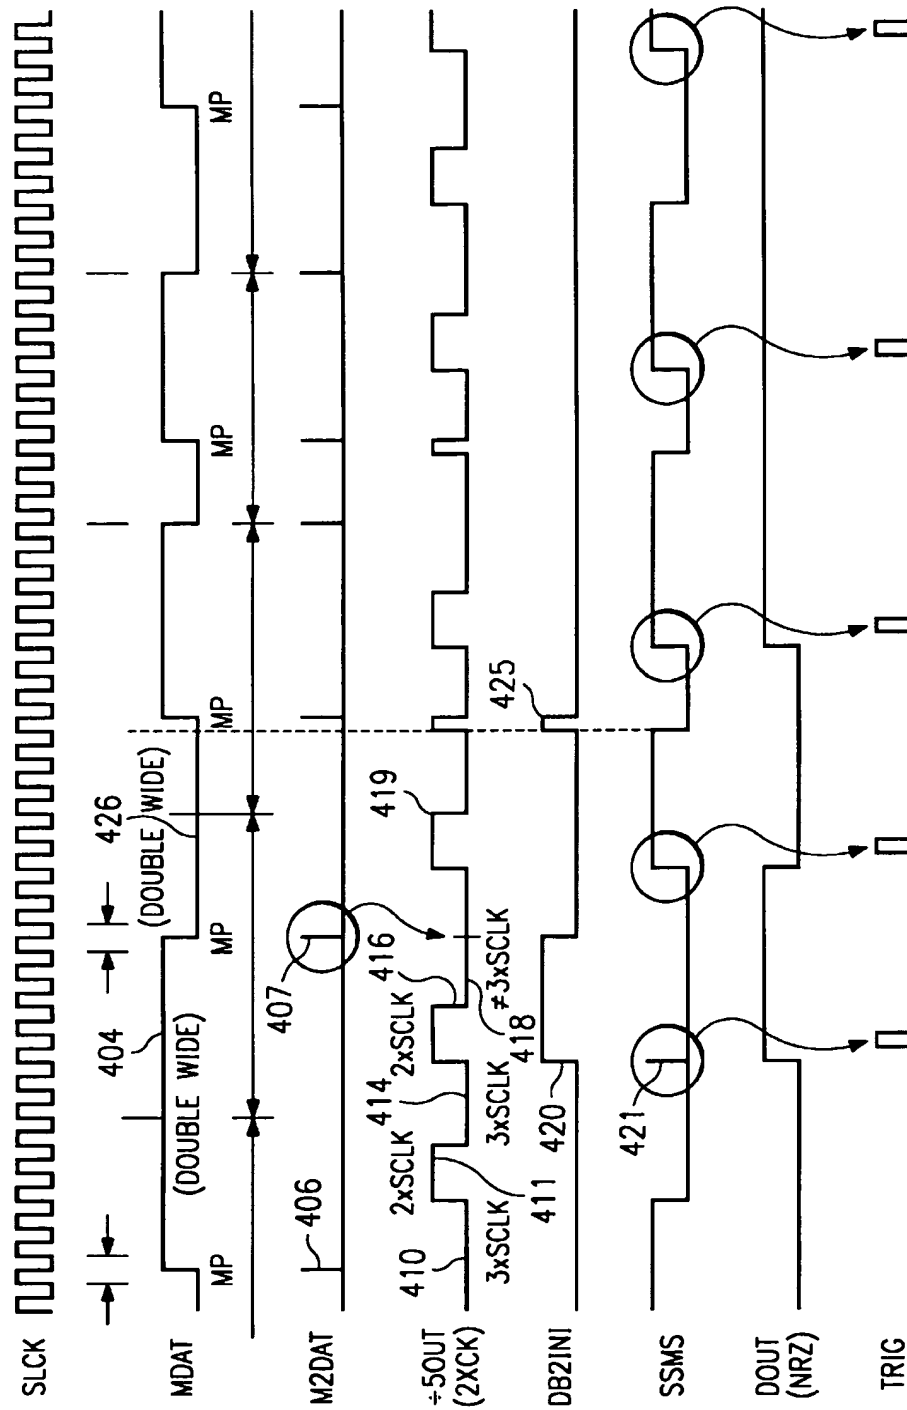 SLCK
MDAT
404
426
(DOUBLE WIDE)
(DOUBLE WIDE)
MP
MP
MP
MP
MP
M2DAT
406
407
÷5OUT
(2XCK)
410
3xSCLK
411
2xSCLK
414
3xSCLK
2xSCLK
416
418
≠3xSCLK
419
DB2INI
420
425
SSMS
421
DOUT
(NRZ)
TRIG